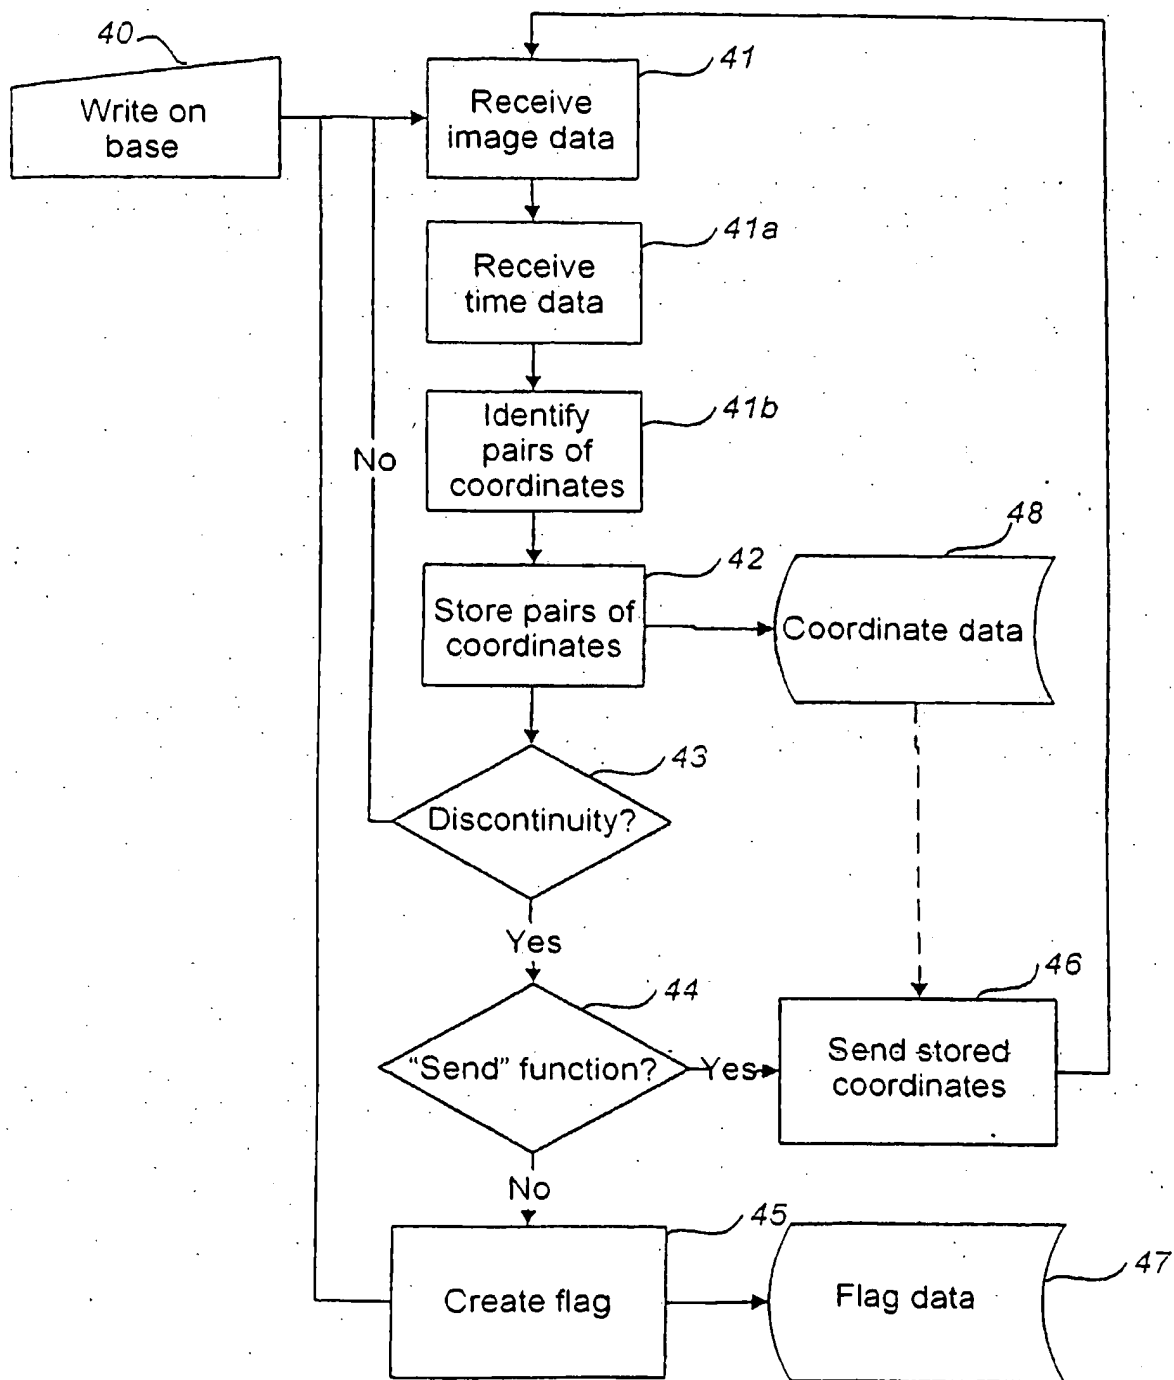 40
Write on
base
41
Receive
image data
41a
Receive
time data
41b
Identify
pairs of
coordinates
No
42
Store pairs of
coordinates
48
Coordinate data
43
Discontinuity?
Yes
44
“Send” function?
Yes
46
Send stored
coordinates
No
45
Create flag
47
Flag data